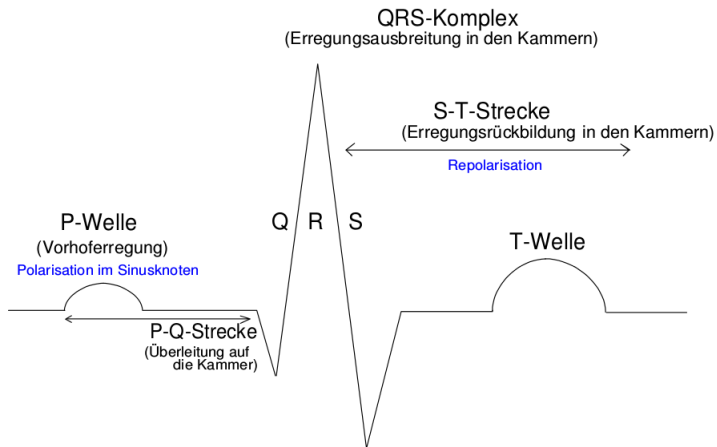 QRS-Komplex
(Erregungsausbreitung in den Kammern)
S-T-Strecke
(Erregungsrückbildung in den Kammern)
Repolarisation
P-Welle
(Vorhoferregung)
Polarisation im Sinusknoten
Q R S
T-Welle
P-Q-Strecke
(Überleitung auf
die Kammer)